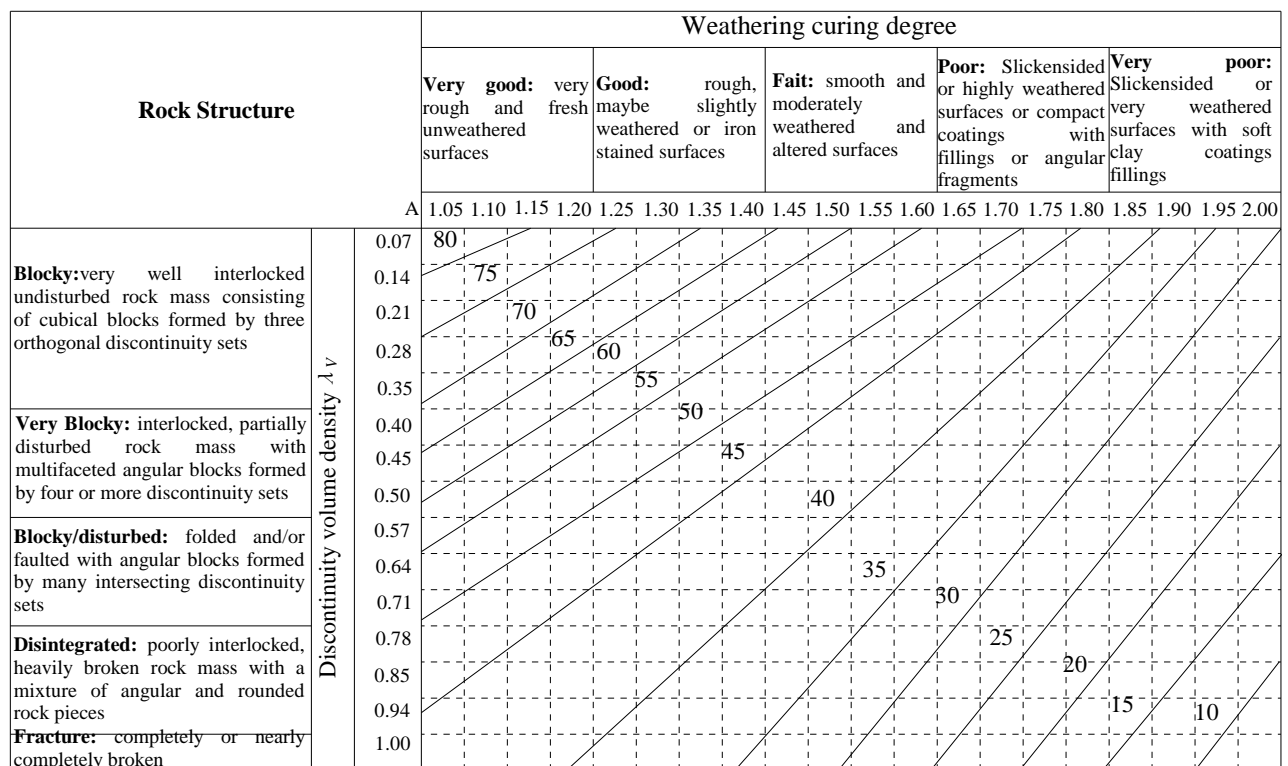 Weathering curing degree
Rock Structure
Very good: very
rough and fresh
unweathered
surfaces
Good: rough,
maybe slightly
weathered or iron
stained surfaces
Fait: smooth and
moderately
weathered and
altered surfaces
Poor: Slickensided
or highly weathered
surfaces or compact
coatings with
fillings or angular
fragments
Very poor:
Slickensided or
very weathered
surfaces with soft
clay coatings
fillings
A 1.05 1.10 1.15 1.20 1.25 1.30 1.35 1.40 1.45 1.50 1.55 1.60 1.65 1.70 1.75 1.80 1.85 1.90 1.95 2.00
Blocky:very well interlocked
undisturbed rock mass consisting
of cubical blocks formed by three
orthogonal discontinuity sets
Very Blocky: interlocked, partially
disturbed rock mass with
multifaceted angular blocks formed
by four or more discontinuity sets
Blocky/disturbed: folded and/or
faulted with angular blocks formed
by many intersecting discontinuity
sets
Disintegrated: poorly interlocked,
heavily broken rock mass with a
mixture of angular and rounded
rock pieces
Fracture: completely or nearly
completely broken
Discontinuity volume density λV
0.07
0.14
0.21
0.28
0.35
0.40
0.45
0.50
0.57
0.64
0.71
0.78
0.85
0.94
1.00
80
75
70
65
60
55
50
45
40
35
30
25
20
15
10